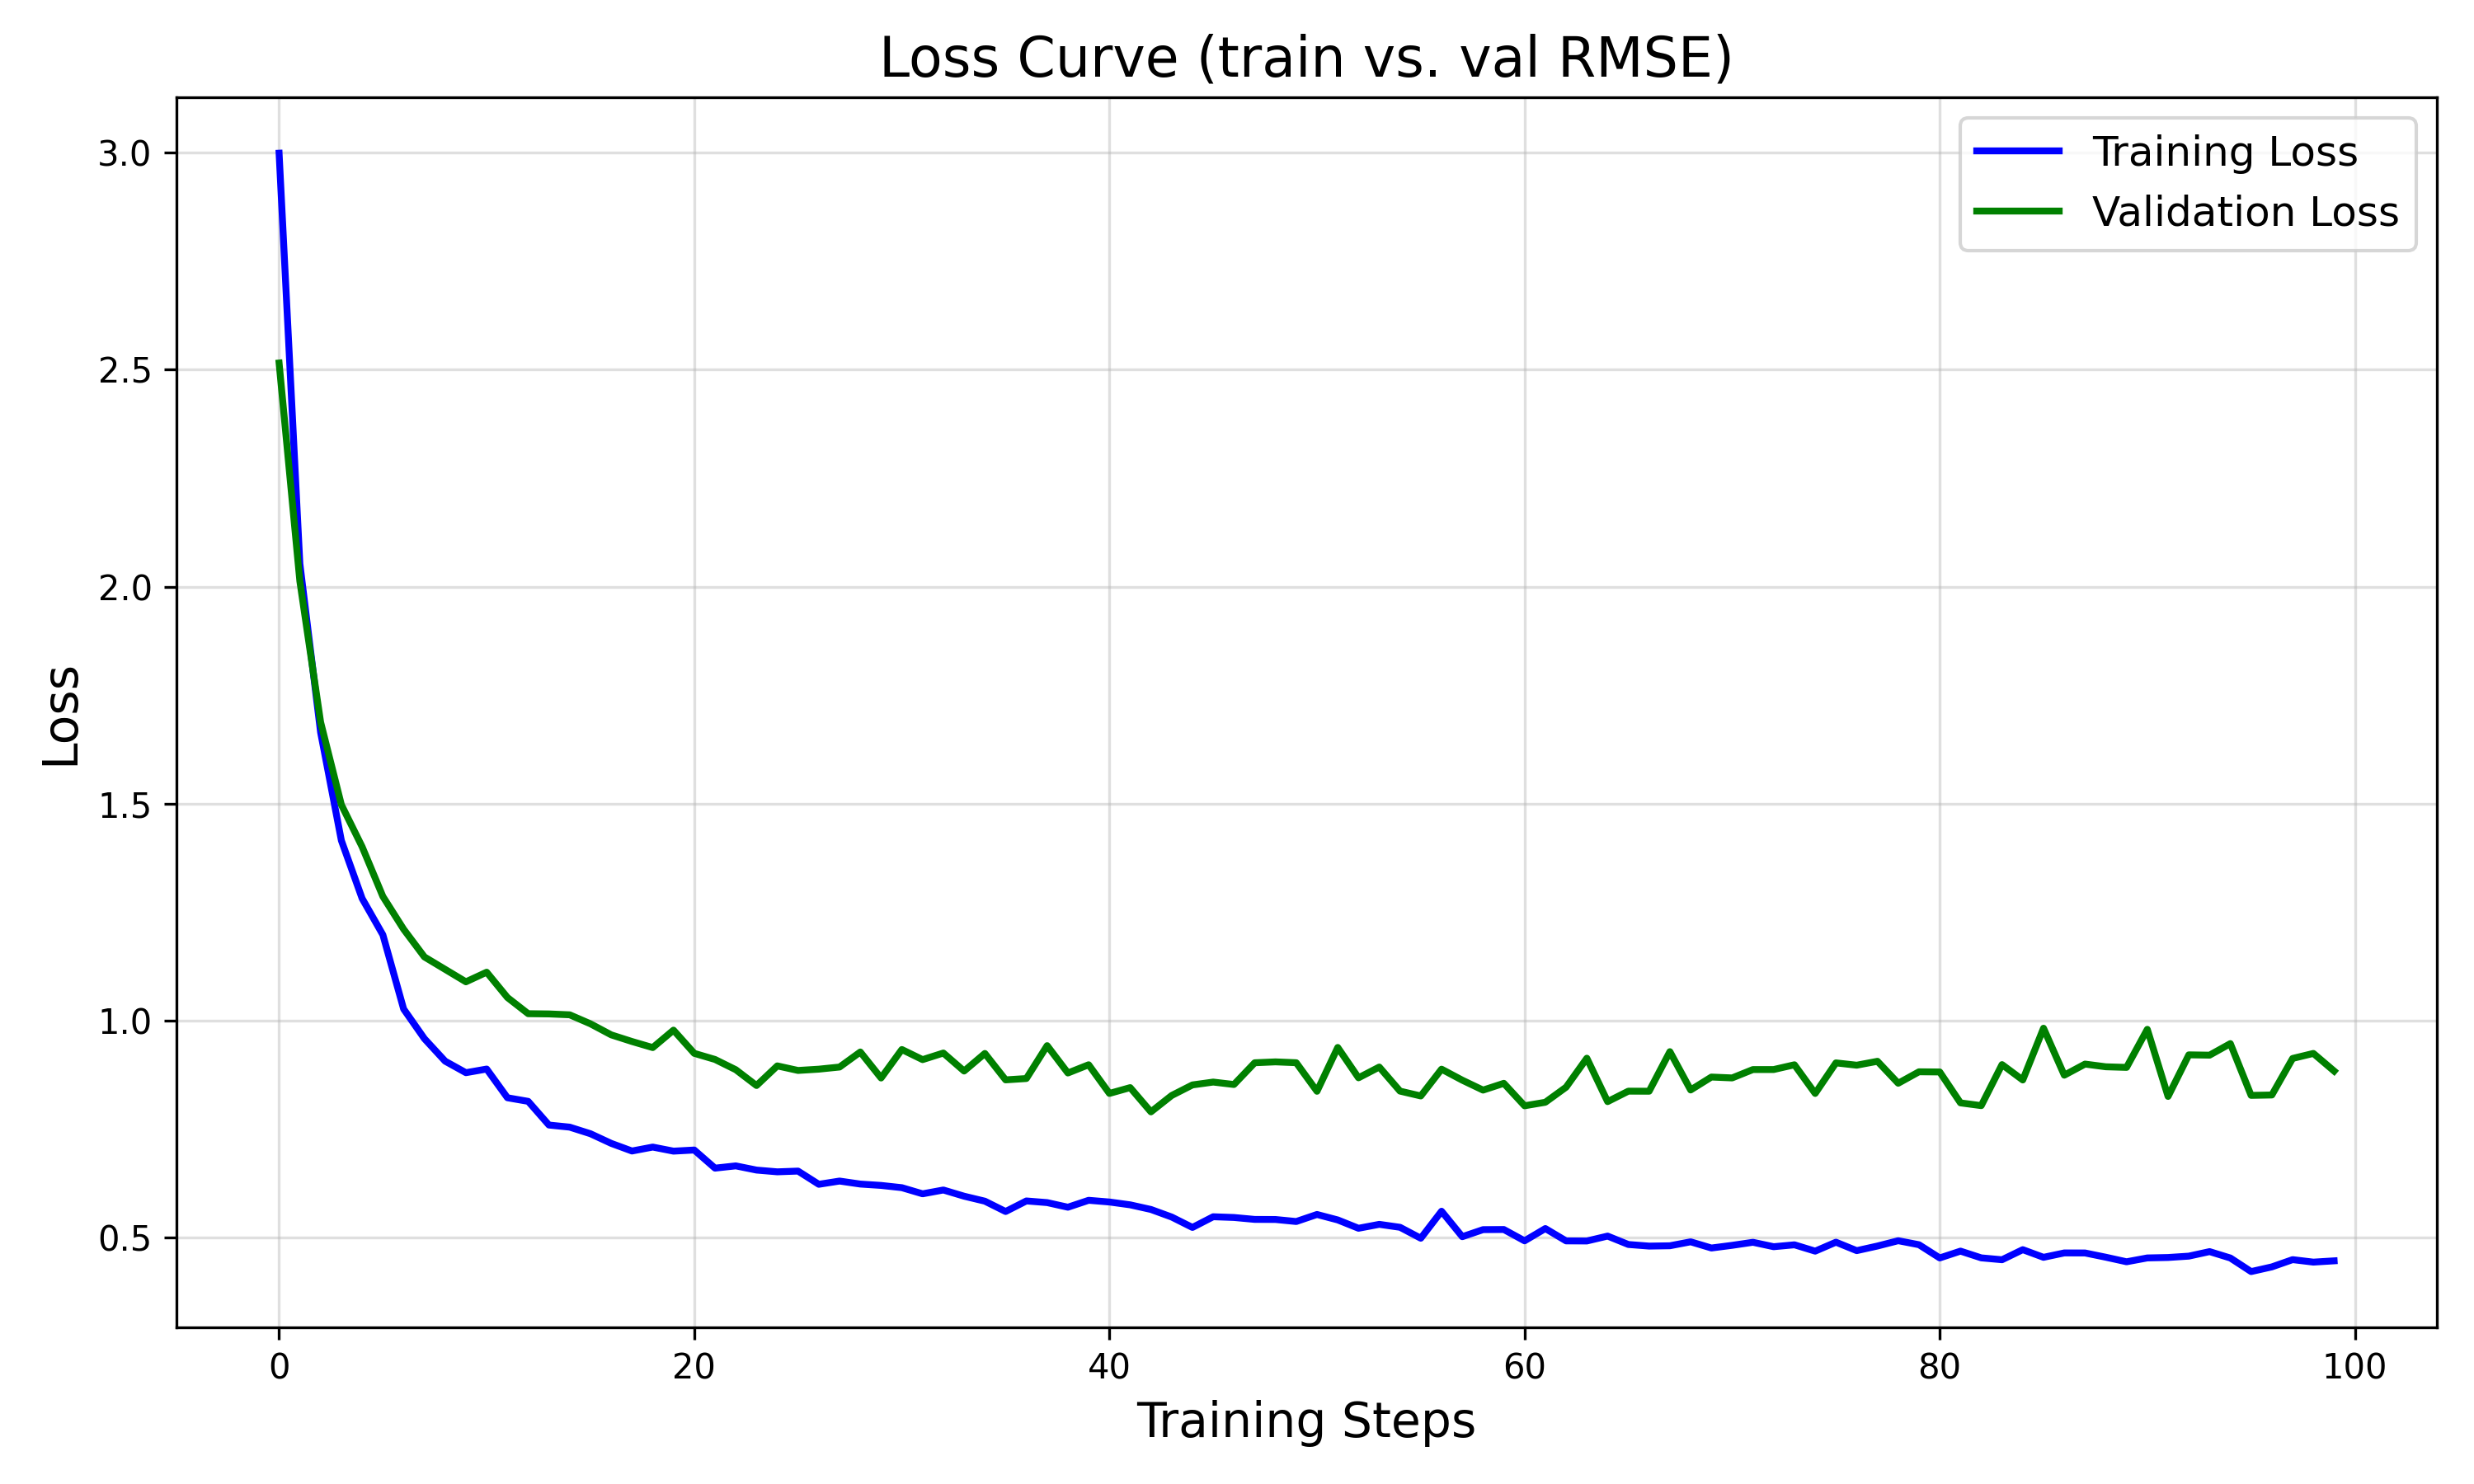 Loss Curve (train vs. val RMSE)
Training Loss
Validation Loss
3.0
2.5
2.0
1.5
1.0
0.5
Loss
0 20 40 60 80 100
Training Steps